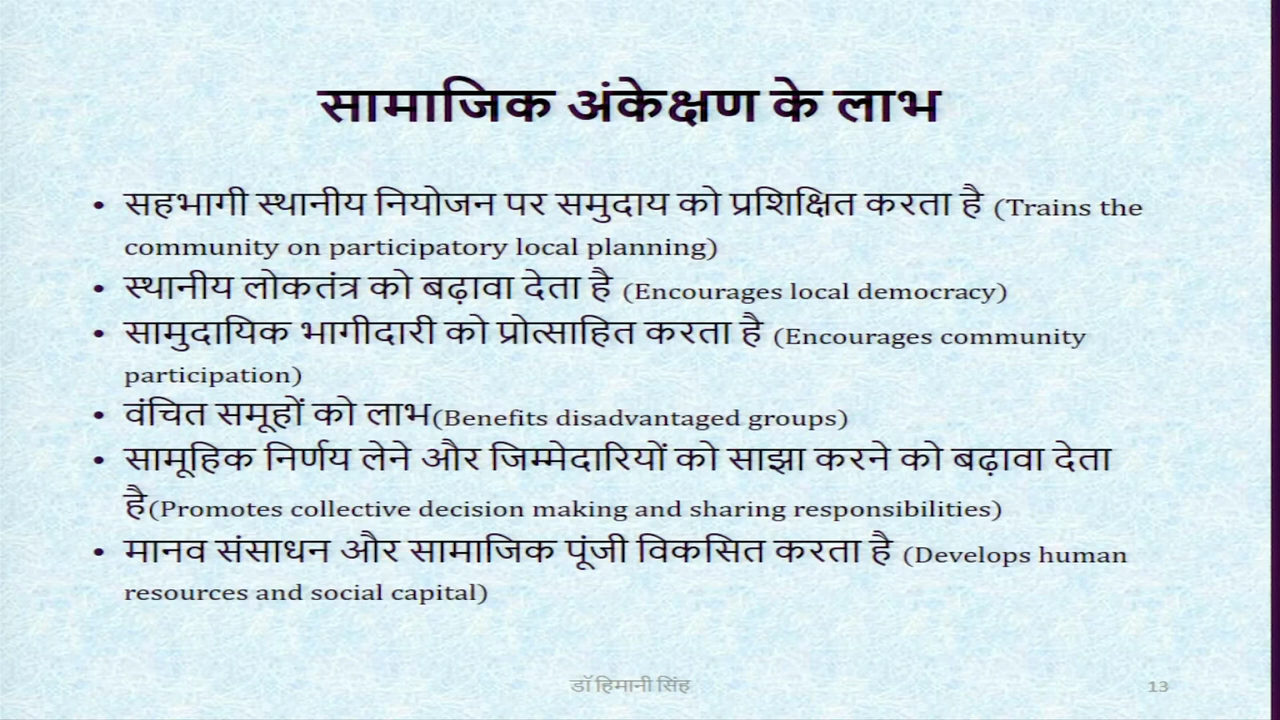 सामाजिक अंकेक्षण के लाभ
• सहभागी स्थानीय नियोजन पर समुदाय को प्रशिक्षित करता है (Trains the
community on participatory local planning)
• स्थानीय लोकतंत्र को बढ़ावा देता है (Encourages local democracy)
• सामुदायिक भागीदारी को प्रोत्साहित करता है (Encourages community
participation)
• वंचित समूहों को लाभ(Benefits disadvantaged groups)
• सामूहिक निर्णय लेने और जिम्मेदारियों को साझा करने को बढ़ावा देता
है(Promotes collective decision making and sharing responsibilities)
• मानव संसाधन और सामाजिक पूंजी विकसित करता है (Develops human
resources and social capital)
डॉ हिमानी सिंह
13